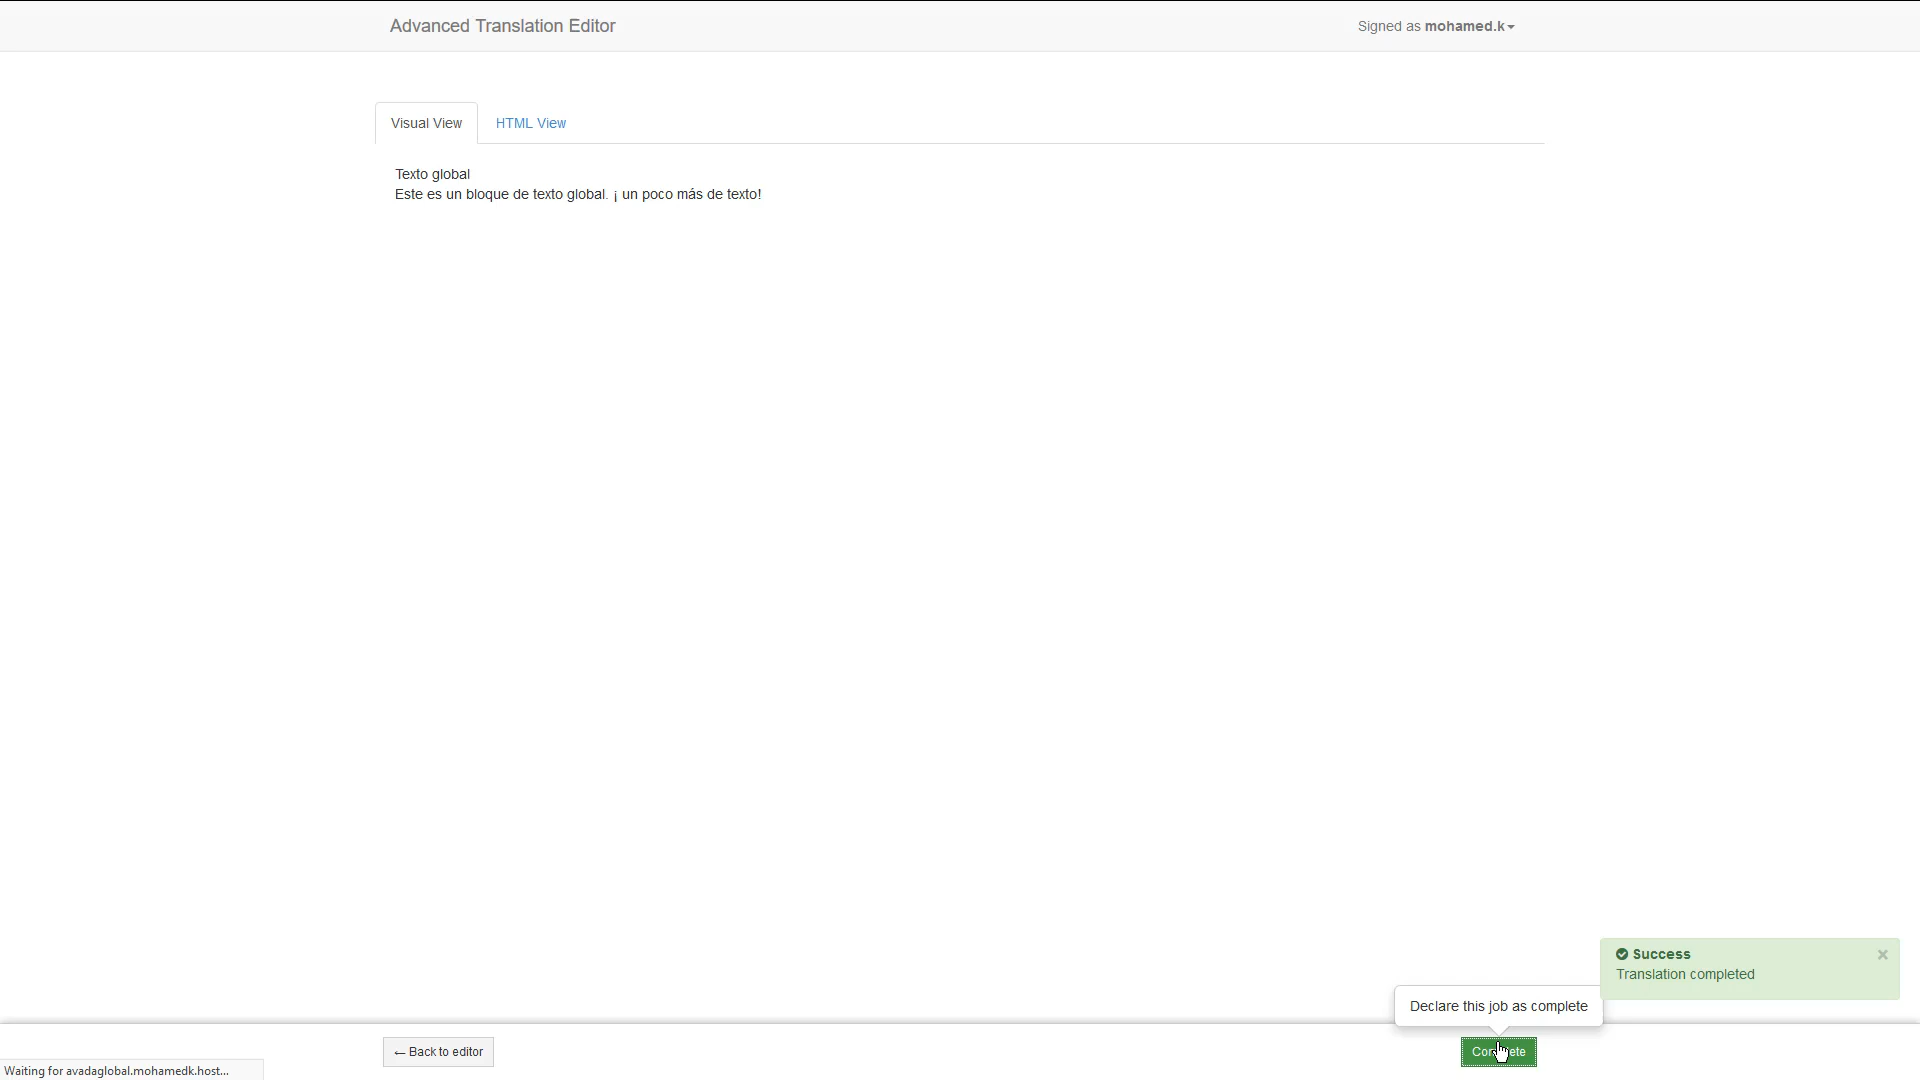 Advanced Translation Editor
Signed as mohamed.k
Visual View
HTML View
Texto global
Este es un bloque de texto global. ¡ un poco más de texto!
Success
Translation completed
Declare this job as complete
← Back to editor
Waiting for avadaglobal.mohamedk.host...